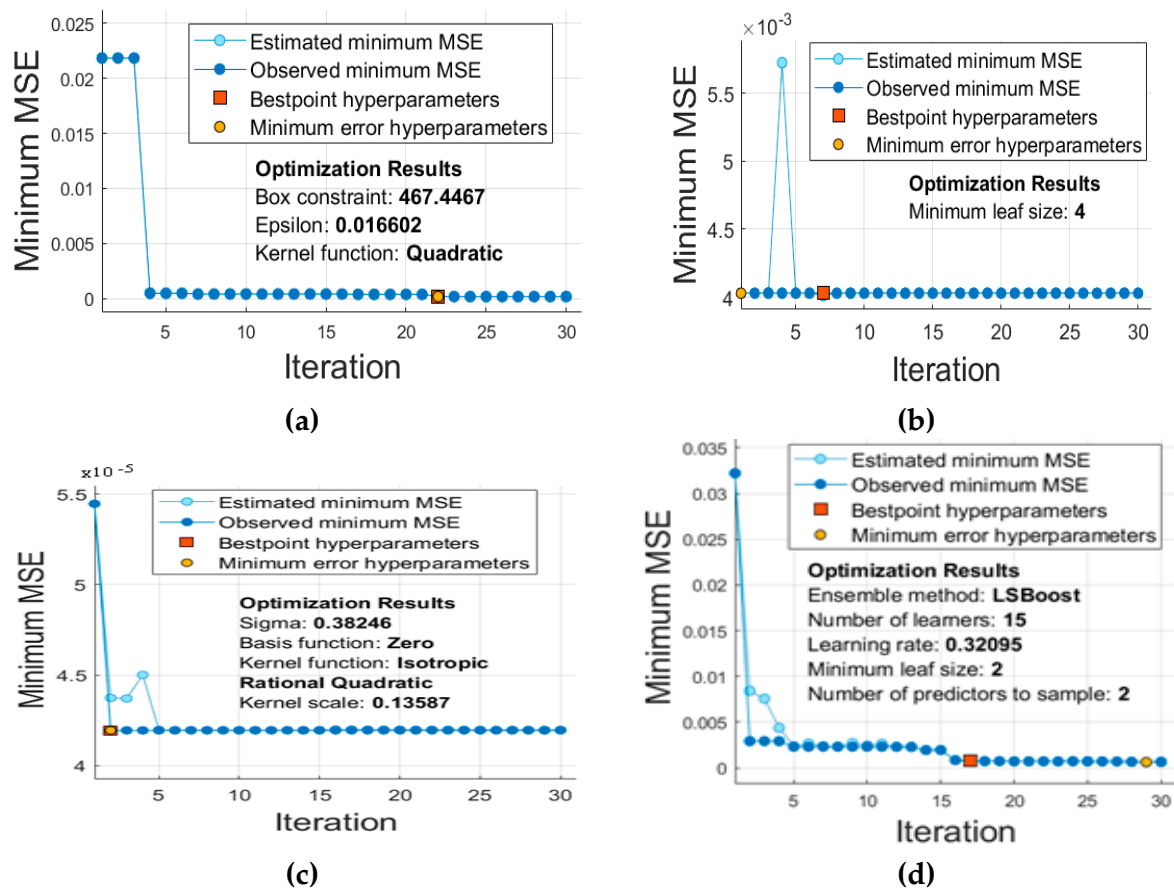 0.025
0.02
0.015
0.01
0.005
0
Minimum MSE
Estimated minimum MSE
Observed minimum MSE
Bestpoint hyperparameters
Minimum error hyperparameters
Optimization Results
Box constraint: 467.4467
Epsilon: 0.016602
Kernel function: Quadratic
5 10 15 20 25 30
Iteration
(a)
×10⁻³
5.5
5
4.5
4
Minimum MSE
Estimated minimum MSE
Observed minimum MSE
Bestpoint hyperparameters
Minimum error hyperparameters
Optimization Results
Minimum leaf size: 4
5 10 15 20 25 30
Iteration
(b)
x10 ⁻⁵
5.5
5
4.5
4
Minimum MSE
Estimated minimum MSE
Observed minimum MSE
Bestpoint hyperparameters
Minimum error hyperparameters
Optimization Results
Sigma: 0.38246
Basis function: Zero
Kernel function: Isotropic
Rational Quadratic
Kernel scale: 0.13587
5 10 15 20 25 30
Iteration
(c)
0.035
0.03
0.025
0.02
0.015
0.01
0.005
0
Minimum MSE
Estimated minimum MSE
Observed minimum MSE
Bestpoint hyperparameters
Minimum error hyperparameters
Optimization Results
Ensemble method: LSBoost
Number of learners: 15
Learning rate: 0.32095
Minimum leaf size: 2
Number of predictors to sample: 2
5 10 15 20 25 30
Iteration
(d)